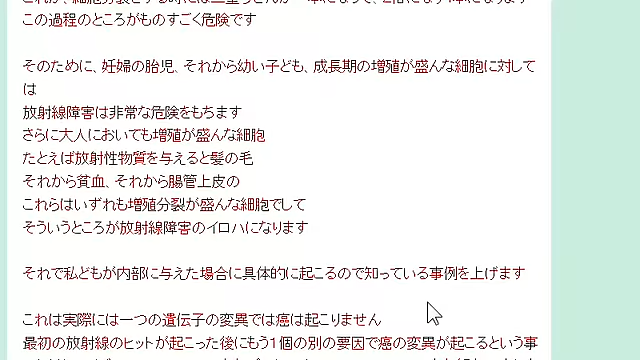 この過程のところがものすごく危険です
そのために、妊婦の胎児、それから幼い子ども、成長期の増殖が盛んな細胞に対して
は
放射線障害は非常な危険をもちます
さらに大人においても増殖が盛んな細胞
たとえば放射性物質を与えると髪の毛
それから貧血、それから腸管上皮の
これらはいずれも増殖分裂が盛んな細胞でして
そういうところが放射線障害のイロハになります
それで私どもが内部に与えた場合に具体的に起こるので知っている事例を上げます
これは実際には一つの遺伝子の変異では癌は起こりません
最初の放射線のヒットが起こった後にもう1個の別の要因で癌の変異が起こるという事